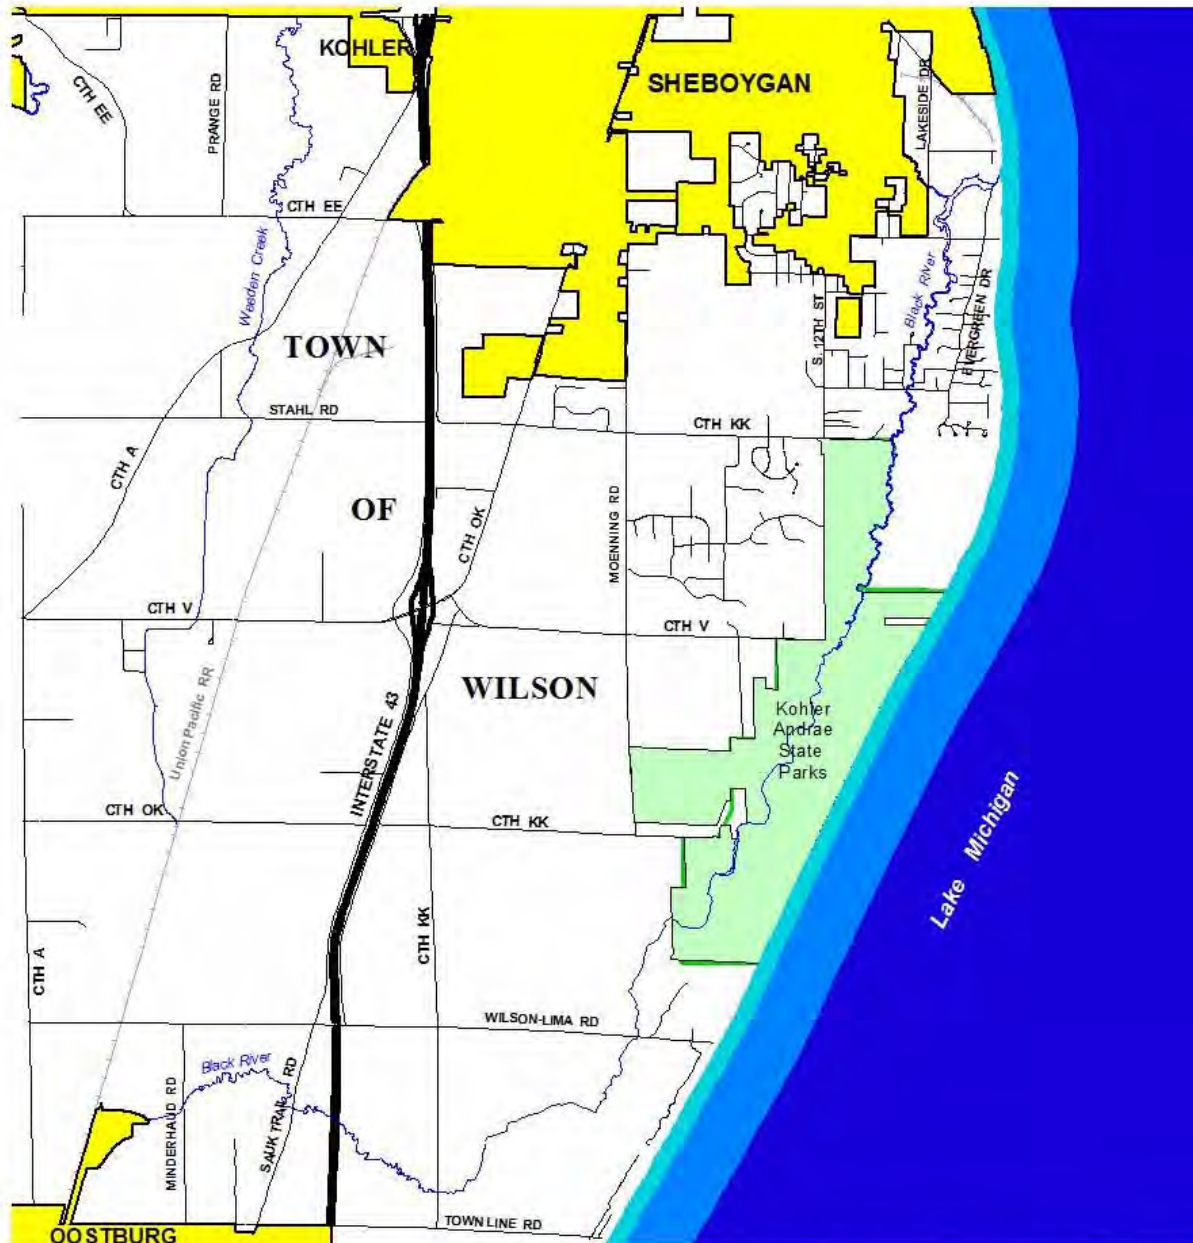 KOHLER
SHEBOYGAN
CTH EE
PRANGE RD
LAKESIDE DR
CTH EE
Weeden Creek
Black River
EVERGREEN DR
S. 12TH ST
TOWN
STAHL RD
CTH KK
CTH A
OF
MOENNING RD
CTH OK
CTH V
CTH V
Union Pacific RR
WILSON
INTERSTATE 43
Kohler
Andrae
State
Parks
CTH OK
CTH KK
Lake Michigan
CTH KK
CTH A
WILSON-LIMA RD
Black River
MINDERHAUD RD
SAUK TRAIL RD
TOWN LINE RD
OOSTBURG